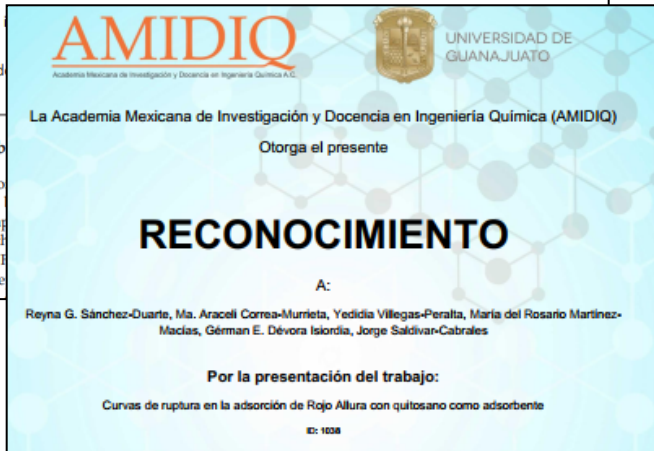 AMIDIQ
Academia Mexicana de Investigación y Docencia en Ingeniería Química A.C.
UNIVERSIDAD DE
GUANAJUATO
La Academia Mexicana de Investigación y Docencia en Ingeniería Química (AMIDIQ)
Otorga el presente
RECONOCIMIENTO
A:
Reyna G. Sánchez-Duarte, Ma. Araceli Correa-Murrieta, Yedidia Villegas-Peralta, María del Rosario Martínez-
Macías, Gérman E. Dévora Isiordia, Jorge Saldivar-Cabrales
Por la presentación del trabajo:
Curvas de ruptura en la adsorción de Rojo Allura con quitosano como adsorbente
ID: 1038